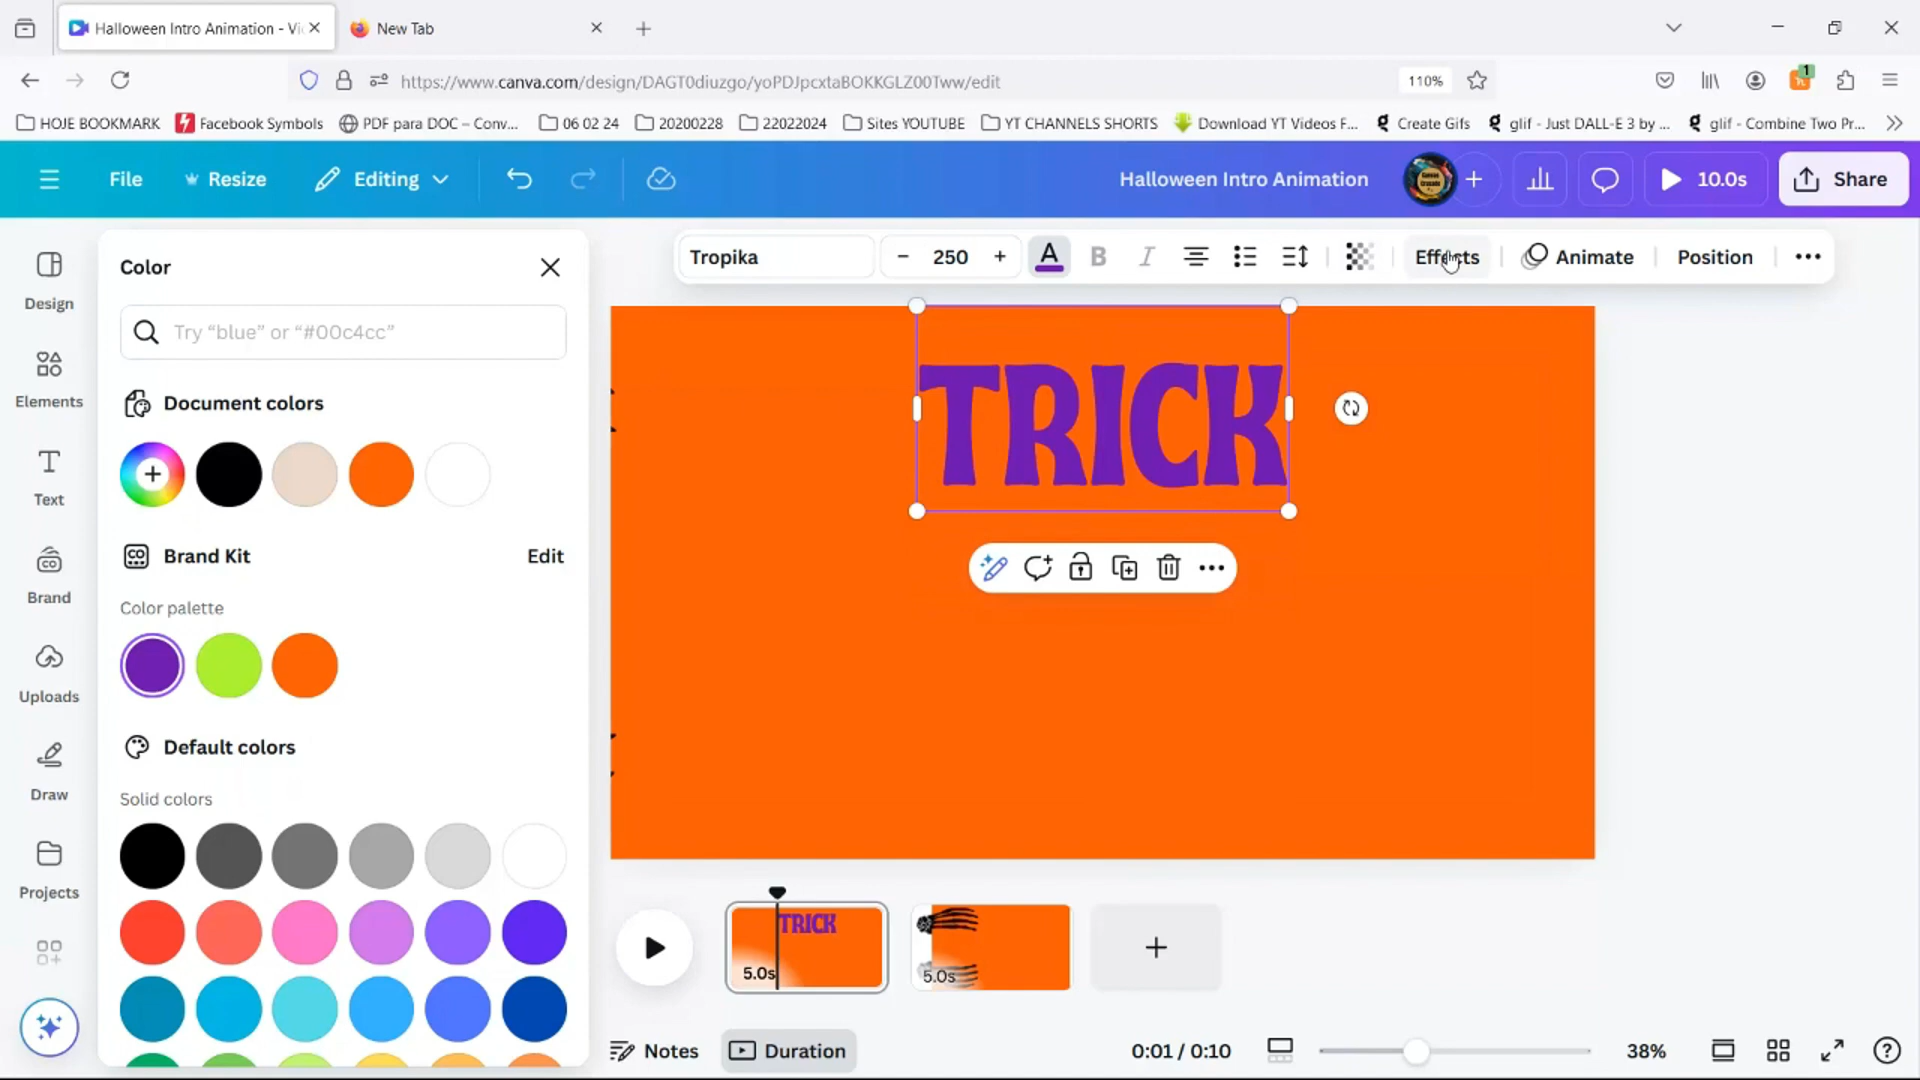 Halloween Intro Animation - Vi
New Tab
https://www.canva.com/design/DAGT0diuzgo/yoPDJpcxtaBOKKGLZ00Tww/edit
110%
1
HOJE BOOKMARK
Facebook Symbols
PDF para DOC – Conv...
06 02 24
20200228
22022024
Sites YOUTUBE
YT CHANNELS SHORTS
Download YT Videos F...
Create Gifs
glif - Just DALL-E 3 by ...
glif - Combine Two Pr...
File
Resize
Editing
Halloween Intro Animation
10.0s
Share
Design
Elements
Text
Brand
Uploads
Draw
Projects
Color
Try “blue” or “#00c4cc”
Document colors
Brand Kit
Edit
Color palette
Default colors
Solid colors
Tropika
– 250 +
A
B
I
Effects
Animate
Position
TRICK
TRICK
5.0s
5.0s
Notes
Duration
0:01 / 0:10
38%